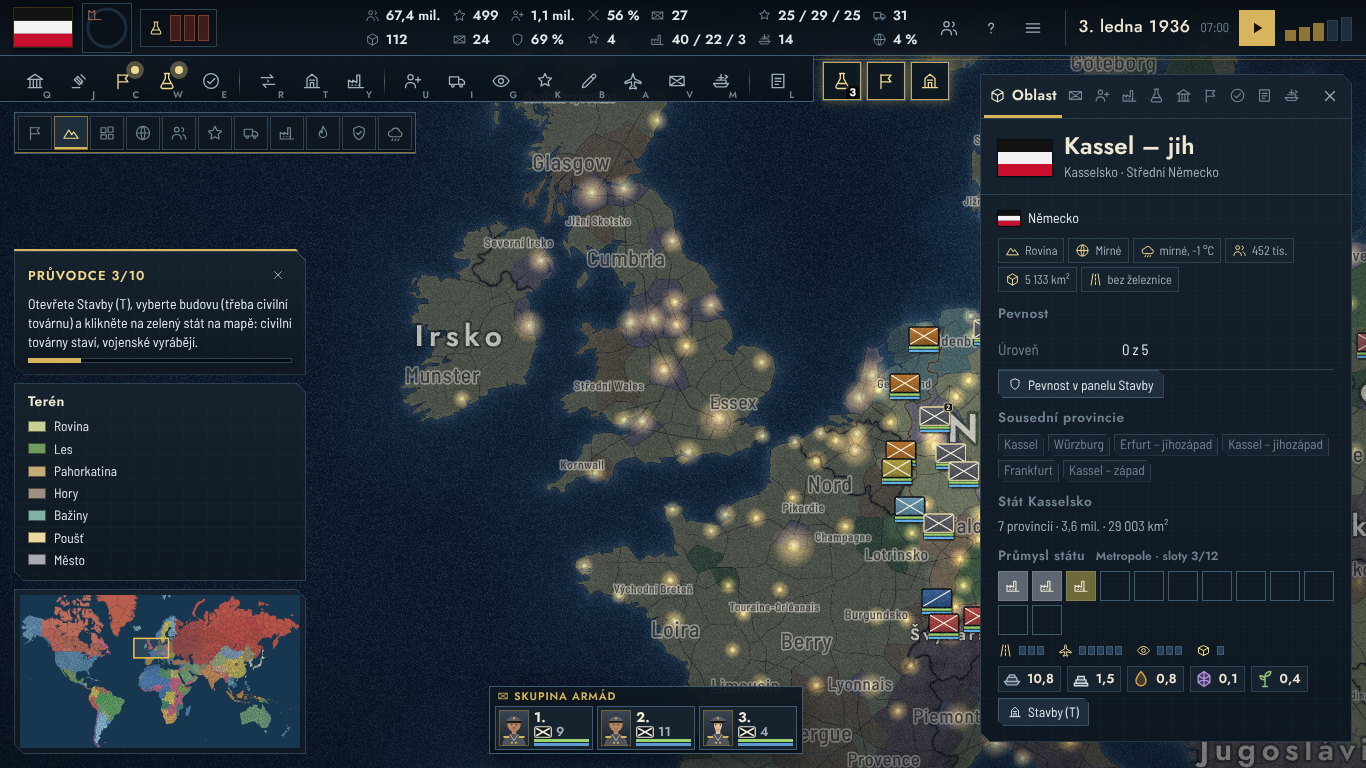 67,4 mil. 499 1,1 mil. 56 % 27 25 / 29 / 25 31
112 24 69 % 4 40 / 22 / 3 14 4 %
? 3. ledna 1936 07:00
Q J C W E R T Y U I G K B A V M L
3
Oblast
Kassel – jih
Kasselsko · Střední Německo
Německo
Rovina Mírné mírné, -1 °C 452 tis.
5 133 km² bez železnice
Pevnost
Úroveň 0 z 5
Pevnost v panelu Stavby
Sousední provincie
Kassel Würzburg Erfurt – jihozápad Kassel – jihozápad
Frankfurt Kassel – západ
Stát Kasselsko
7 provincií · 3,6 mil. · 29 003 km²
Průmysl státu Metropole · sloty 3/12
10,8 1,5 0,8 0,1 0,4
Stavby (T)
PRŮVODCE 3/10
Otevřete Stavby (T), vyberte budovu (třeba civilní
továrnu) a klikněte na zelený stát na mapě: civilní
továrny staví, vojenské vyrábějí.
Terén
Rovina
Les
Pahorkatina
Hory
Bažiny
Poušť
Město
Göteborg
Glasgow
Jižní Skotsko
Severní Irsko
Cumbria
Irsko
Munster
Střední Wales
Essex
Kornwall
2
N
Nord
Pikardie
Champagne
Lotrinsko
Východní Bretaň
Touraine-Orléanais
Burgundsko
Loira
Berry
Limousin
Lyonnais
Piemont
Provence
Jugoslávi
SKUPINA ARMÁD
1. 9
2. 11
3. 4